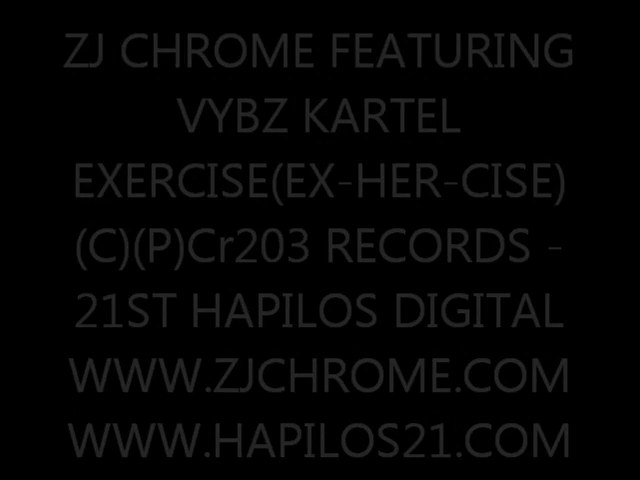 ZJ CHROME FEATURING
VYBZ KARTEL
EXERCISE(EX-HER-CISE)
(C)(P)Cr203 RECORDS -
21ST HAPILOS DIGITAL
WWW.ZJCHROME.COM
WWW.HAPILOS21.COM